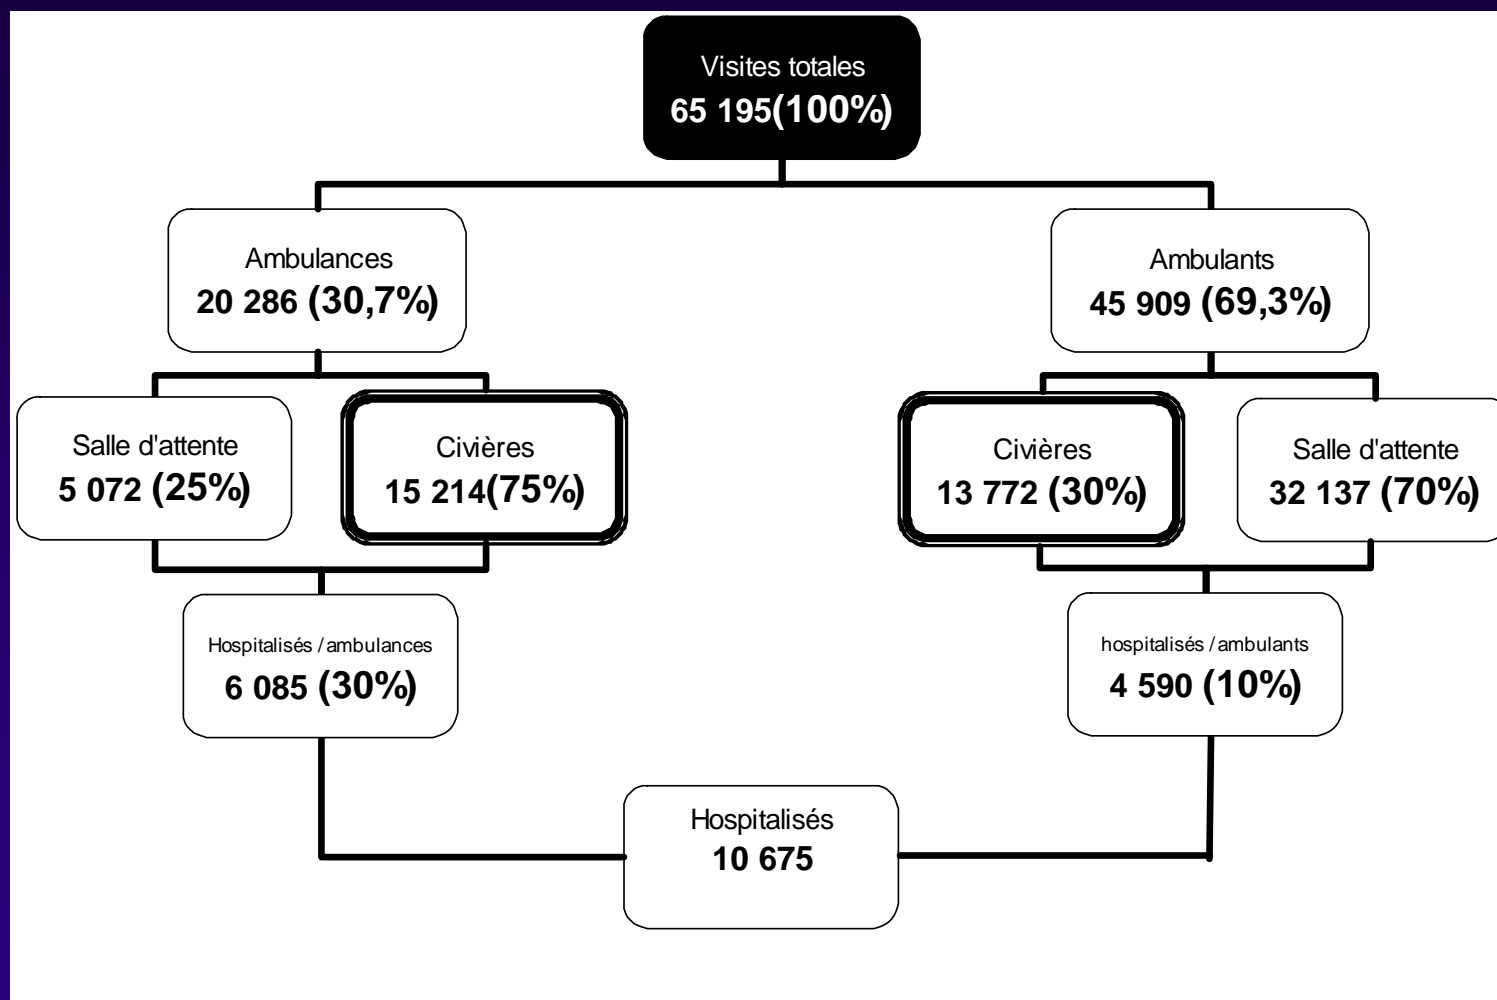 Visites totales
65 195(100%)
Ambulances
20 286 (30,7%)
Ambulants
45 909 (69,3%)
Salle d'attente
5 072 (25%)
Civières
15 214(75%)
Civières
13 772 (30%)
Salle d'attente
32 137 (70%)
Hospitalisés / ambulances
6 085 (30%)
hospitalisés / ambulants
4 590 (10%)
Hospitalisés
10 675